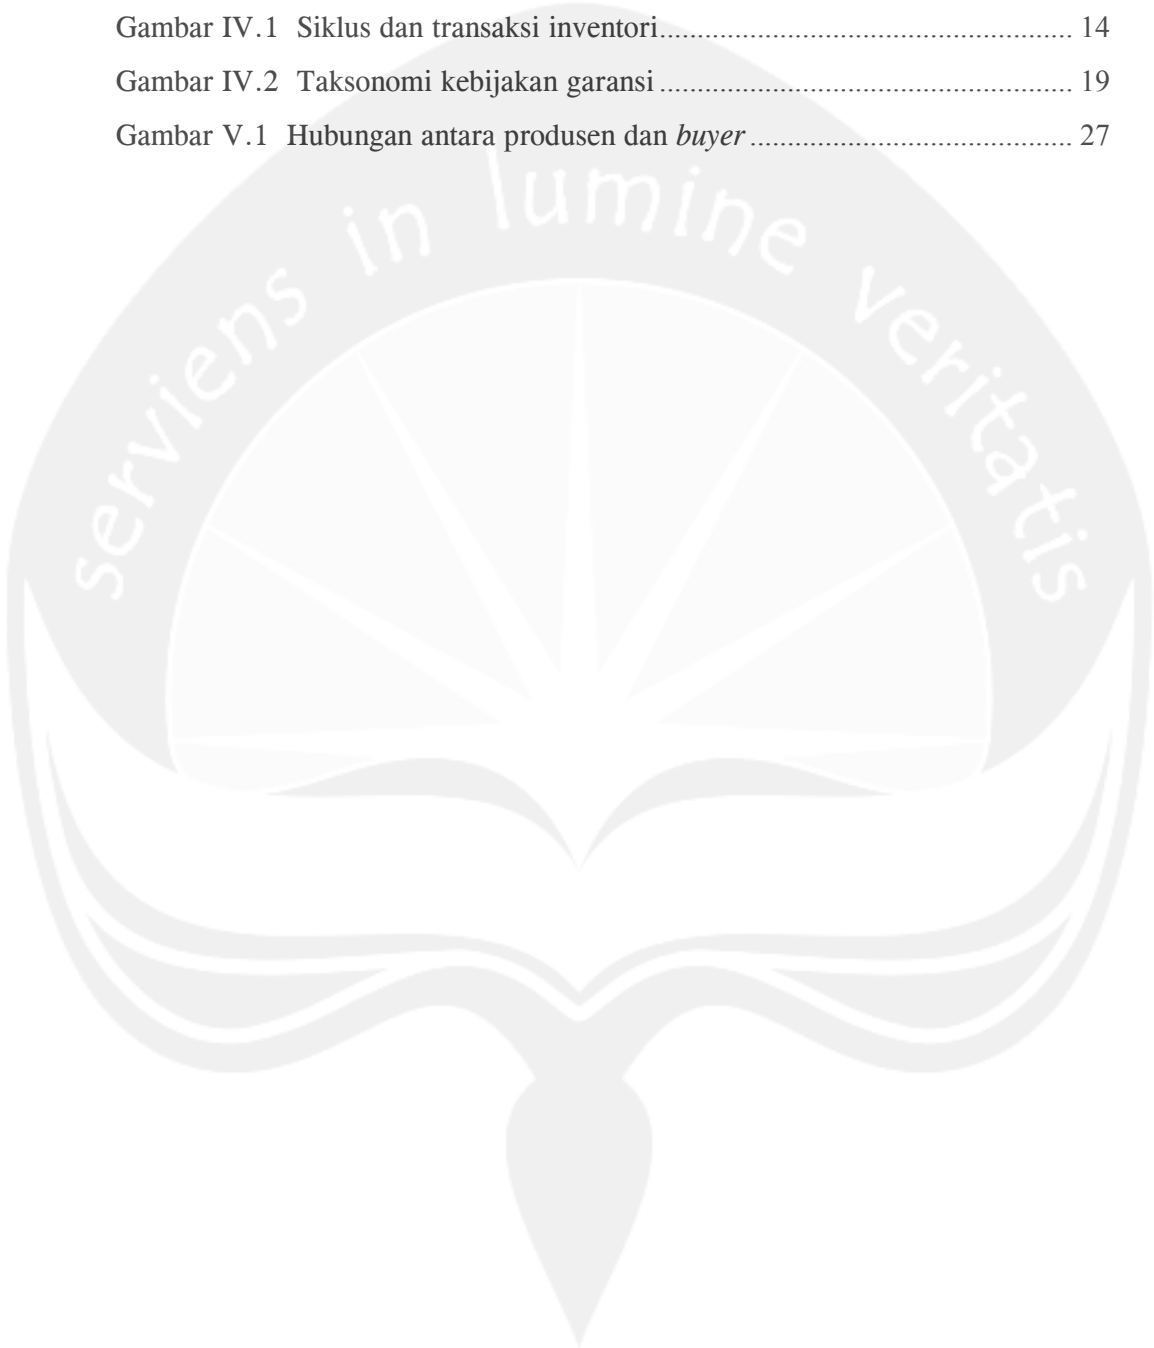 Gambar IV.1  Siklus dan transaksi inventori.................................................... 14
Gambar IV.2  Taksonomi kebijakan garansi .................................................... 19
Gambar V.1  Hubungan antara produsen dan buyer ........................................ 27
serviens in lumine veritatis